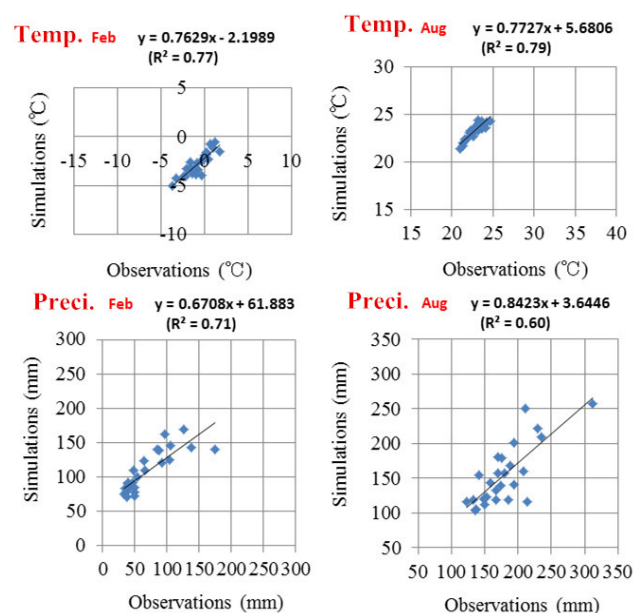 Temp. Feb y = 0.7629x - 2.1989
(R² = 0.77)
5
0
-15 -10 -5 0 5 10
-5
-10
Simulations (℃)
Observations (℃)
Temp. Aug y = 0.7727x + 5.6806
(R² = 0.79)
30
25
20
15
15 20 25 30 35 40
Simulations (℃)
Observations (℃)
Preci. Feb y = 0.6708x + 61.883
(R² = 0.71)
300
250
200
150
100
50
0
0 50 100 150 200 250 300
Simulations (mm)
Observations (mm)
Preci. Aug y = 0.8423x + 3.6446
(R² = 0.60)
350
300
250
200
150
100
50
50 100 150 200 250 300 350
Simulations (mm)
Observations (mm)